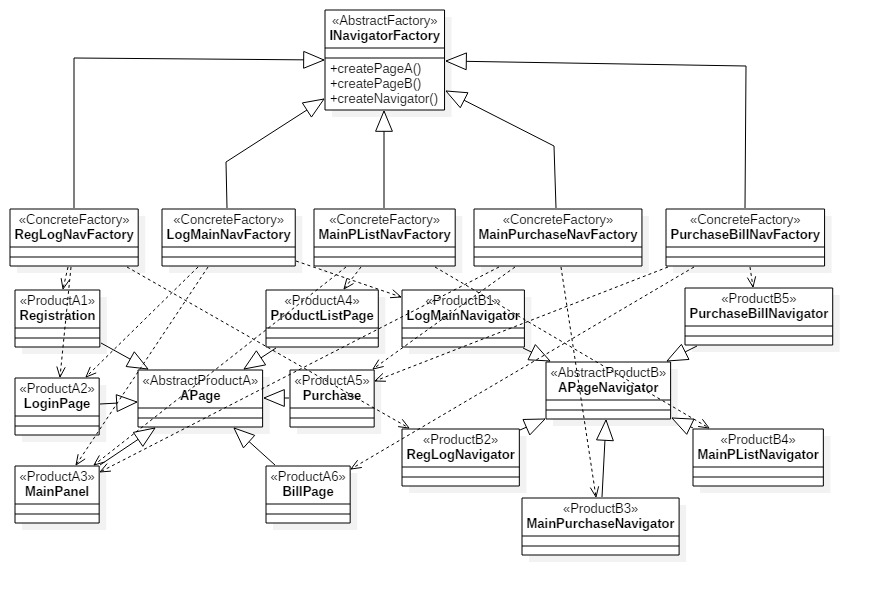 «AbstractFactory»
INavigatorFactory
+createPageA()
+createPageB()
+createNavigator()
«ConcreteFactory»
RegLogNavFactory
«ConcreteFactory»
LogMainNavFactory
«ConcreteFactory»
MainPListNavFactory
«ConcreteFactory»
MainPurchaseNavFactory
«ConcreteFactory»
PurchaseBillNavFactory
«ProductA1»
Registration
«ProductA4»
ProductListPage
«ProductB1»
LogMainNavigator
«ProductB5»
PurchaseBillNavigator
«ProductA2»
LoginPage
«AbstractProductA»
APage
«ProductA5»
Purchase
«AbstractProductB»
APageNavigator
«ProductB2»
RegLogNavigator
«ProductB4»
MainPListNavigator
«ProductA3»
MainPanel
«ProductA6»
BillPage
«ProductB3»
MainPurchaseNavigator